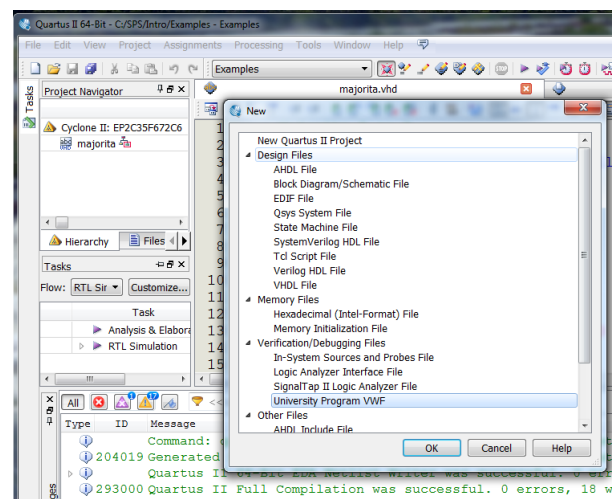 Quartus II 64-Bit - C:/SPS/Intro/Examples - Examples
File Edit View Project Assignments Processing Tools Window Help
Examples
Tasks
Project Navigator
majorita.vhd
Cyclone II: EP2C35F672C6
majorita
Hierarchy
Files
Tasks
Flow:
RTL Sir
Customize...
Task
Analysis & Elabora
RTL Simulation
1
2
3
4
5
6
7
8
9
10
11
12
13
14
15
New
New Quartus II Project
Design Files
AHDL File
Block Diagram/Schematic File
EDIF File
Qsys System File
State Machine File
SystemVerilog HDL File
Tcl Script File
Verilog HDL File
VHDL File
Memory Files
Hexadecimal (Intel-Format) File
Memory Initialization File
Verification/Debugging Files
In-System Sources and Probes File
Logic Analyzer Interface File
SignalTap II Logic Analyzer File
University Program VWF
Other Files
AHDL Include File
OK
Cancel
Help
All
<<
Type ID Message
Command:
204019 Generated
Quartus II 64-Bit EDA Netlist Writer was successful. 0 err
293000 Quartus II Full Compilation was successful. 0 errors, 18 w